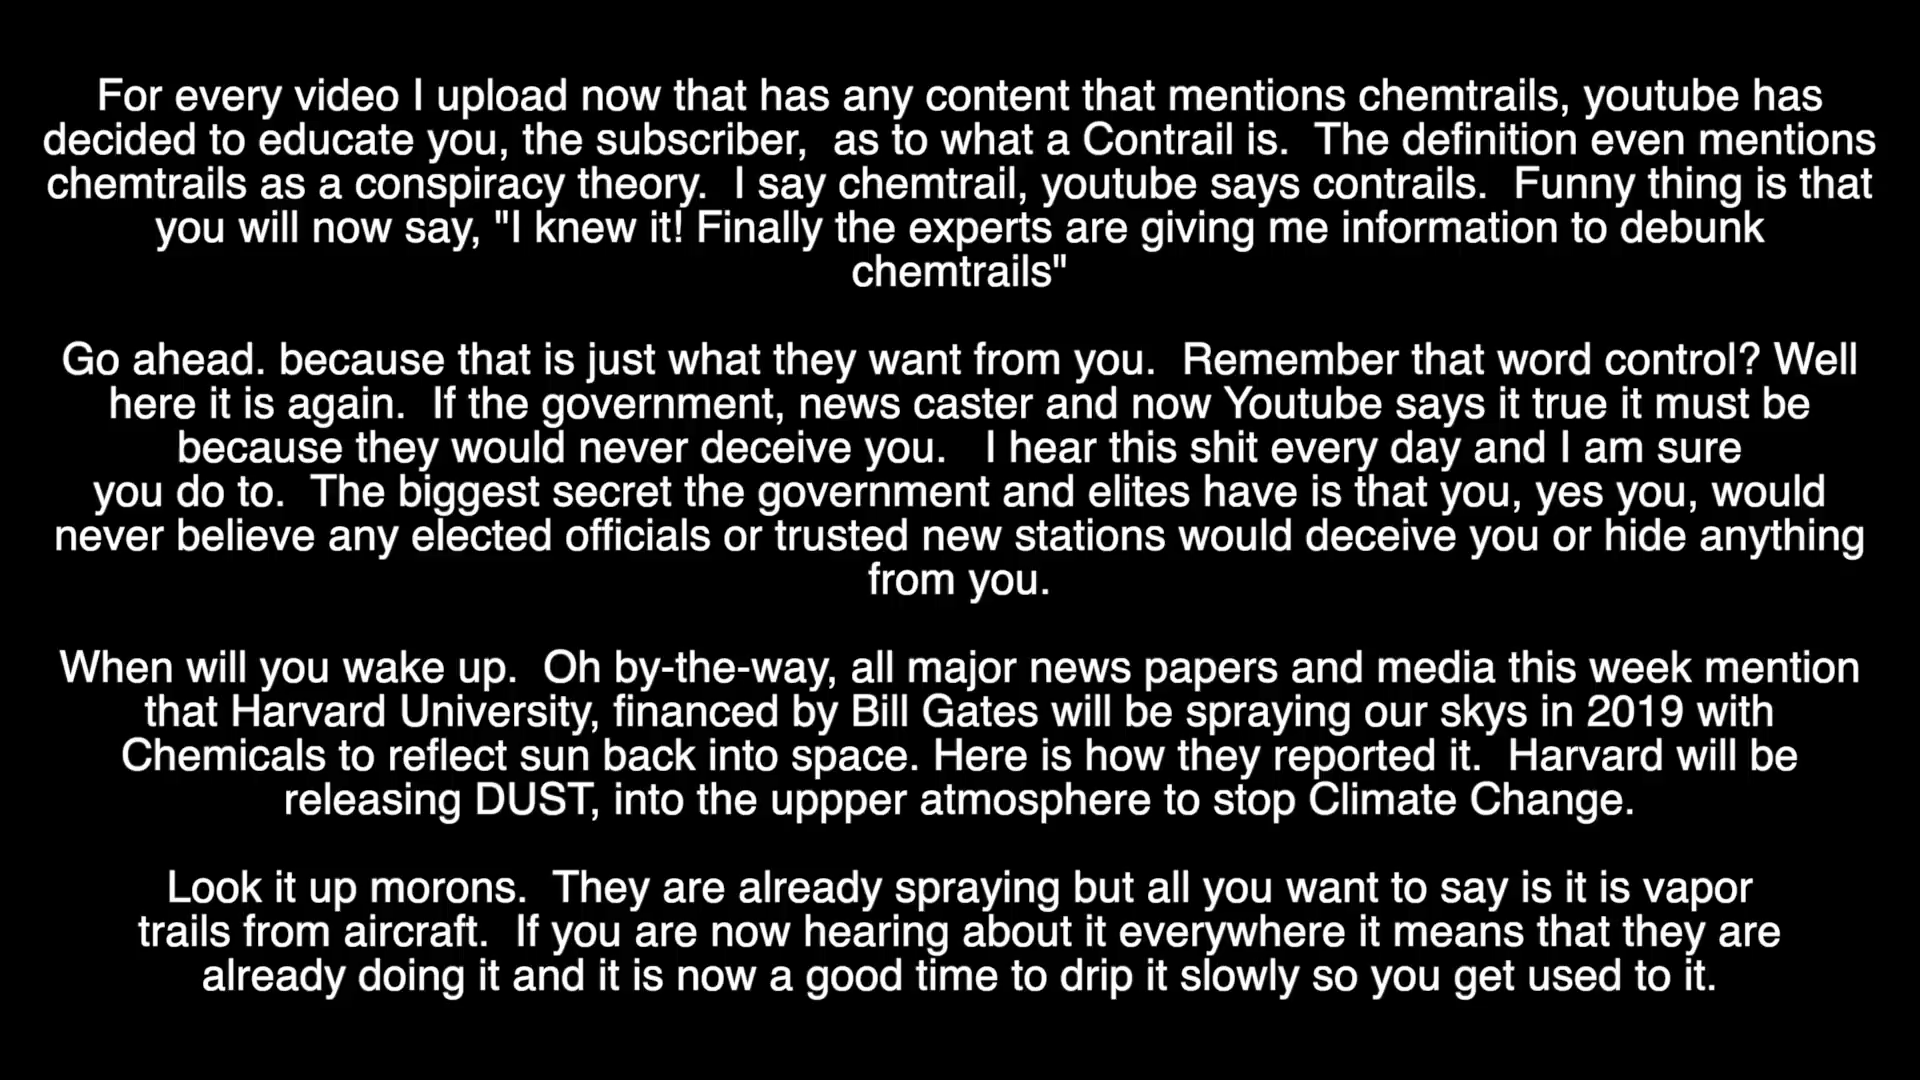 For every video I upload now that has any content that mentions chemtrails, youtube has
decided to educate you, the subscriber,  as to what a Contrail is.  The definition even mentions
chemtrails as a conspiracy theory.  I say chemtrail, youtube says contrails.  Funny thing is that
you will now say, "I knew it! Finally the experts are giving me information to debunk
chemtrails"
Go ahead. because that is just what they want from you.  Remember that word control? Well
here it is again.  If the government, news caster and now Youtube says it true it must be
because they would never deceive you.   I hear this shit every day and I am sure
you do to.  The biggest secret the government and elites have is that you, yes you, would
never believe any elected officials or trusted new stations would deceive you or hide anything
from you.
When will you wake up.  Oh by-the-way, all major news papers and media this week mention
that Harvard University, financed by Bill Gates will be spraying our skys in 2019 with
Chemicals to reflect sun back into space. Here is how they reported it.  Harvard will be
releasing DUST, into the uppper atmosphere to stop Climate Change.
Look it up morons.  They are already spraying but all you want to say is it is vapor
trails from aircraft.  If you are now hearing about it everywhere it means that they are
already doing it and it is now a good time to drip it slowly so you get used to it.